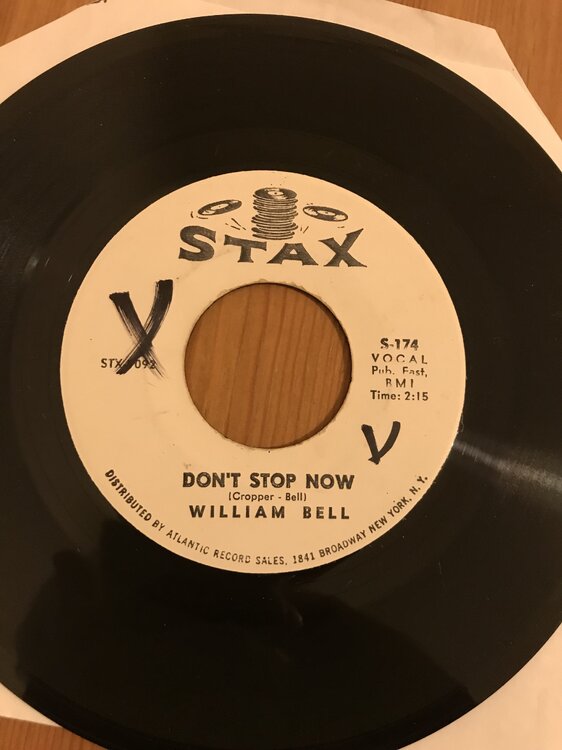 STAX
S-174
VOCAL
Pub. East,
BMI
Time: 2:15
DON'T STOP NOW
(Cropper - Bell)
WILLIAM BELL
DISTRIBUTED BY ATLANTIC RECORD SALES, 1841 BROADWAY NEW YORK, N. Y.